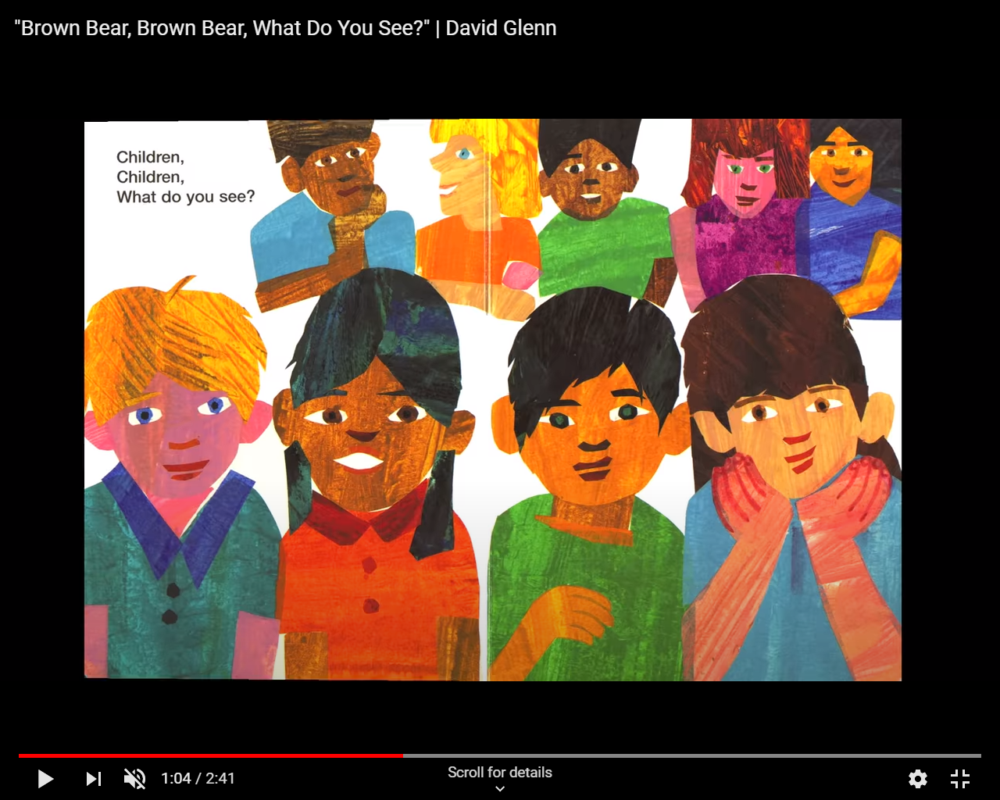 "Brown Bear, Brown Bear, What Do You See?" | David Glenn
Children,
Children,
What do you see?
1:04 / 2:41
Scroll for details